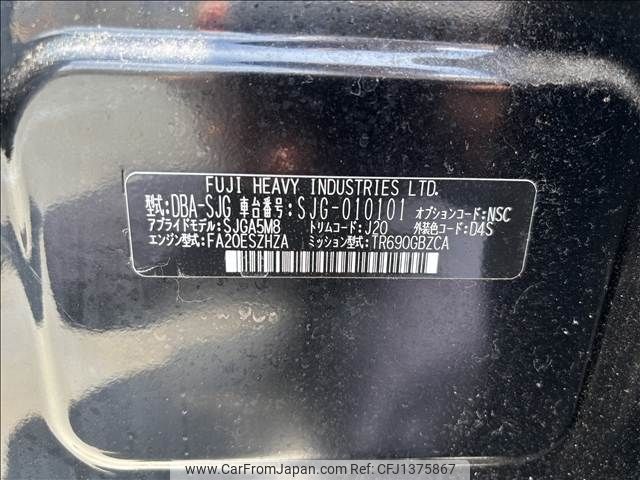 FUJI HEAVY INDUSTRIES LTD.
型式:DBA-SJG 車台番号:SJG-010101 オプションコード:NSC
アプライドモデル:SJGA5M8 トリムコード:J20 外装色コード:D4S
エンジン型式:FA20ESZHZA ミッション型式:TR690GBZCA
www.CarFromJapan.com - CFJ1375867